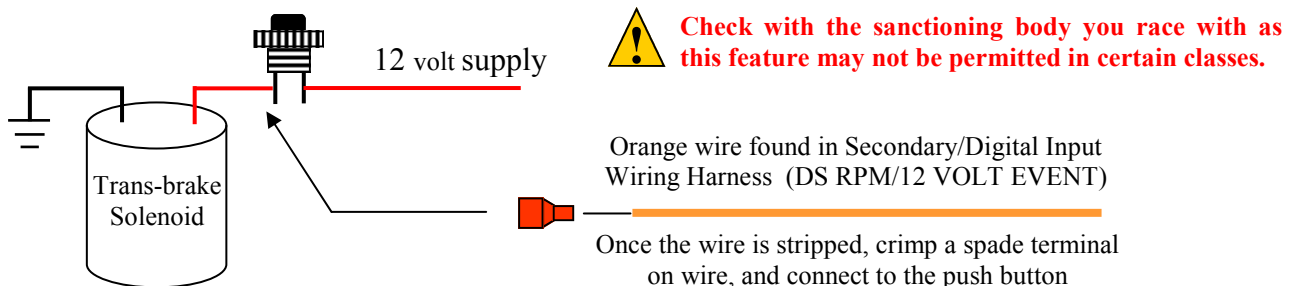 12 volt supply
Check with the sanctioning body you race with as
this feature may not be permitted in certain classes.
Trans-brake
Solenoid
Orange wire found in Secondary/Digital Input
Wiring Harness (DS RPM/12 VOLT EVENT)
Once the wire is stripped, crimp a spade terminal
on wire, and connect to the push button